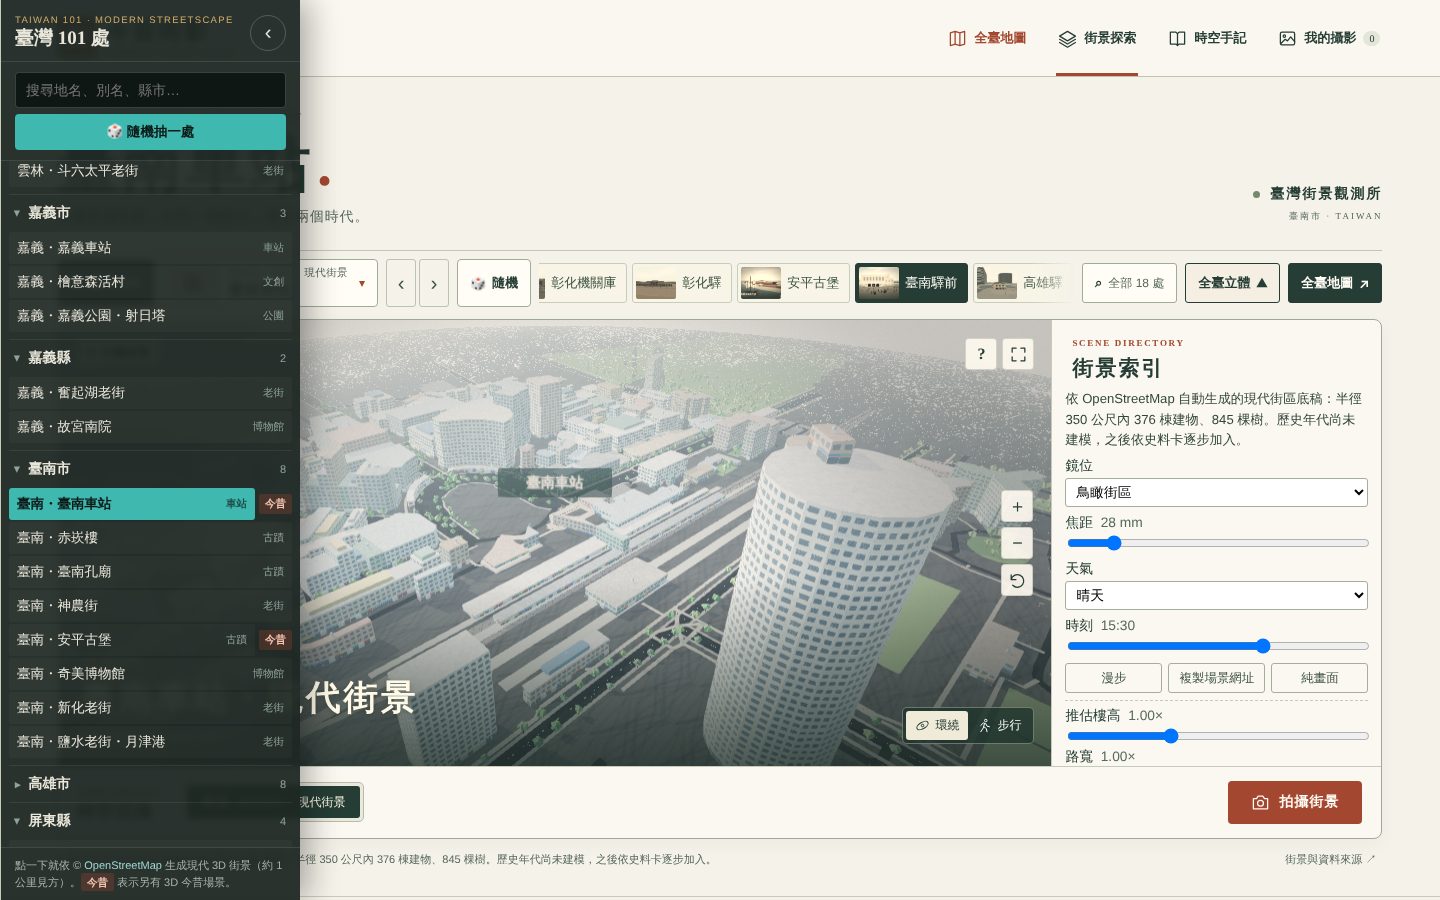 TAIWAN 101 · MODERN STREETSCAPE
臺灣 101 處
‹
搜尋地名、別名、縣市…
🎲 隨機抽一處
雲林・斗六太平老街 老街
▾ 嘉義市 3
嘉義・嘉義車站 車站
嘉義・檜意森活村 文創
嘉義・嘉義公園・射日塔 公園
▾ 嘉義縣 2
嘉義・奮起湖老街 老街
嘉義・故宮南院 博物館
▾ 臺南市 8
臺南・臺南車站 車站 今昔
臺南・赤崁樓 古蹟
臺南・臺南孔廟 古蹟
臺南・神農街 老街
臺南・安平古堡 古蹟 今昔
臺南・奇美博物館 博物館
臺南・新化老街 老街
臺南・鹽水老街・月津港 老街
▸ 高雄市 8
▾ 屏東縣 4
點一下就依 © OpenStreetMap 生成現代 3D 街景（約 1
公里見方）。 今昔 表示另有 3D 今昔場景。
全臺地圖
街景探索
時空手記
我的攝影 0
兩個時代。
臺灣街景觀測所
臺南市 · TAIWAN
現代街景 ▼
‹ ›
🎲 隨機
彰化機關庫
彰化驛
安平古堡
臺南驛前
高雄驛
⌕ 全部 18 處
全臺立體 ▲
全臺地圖 ↗
?
臺南車站
+
−
代街景
環繞
步行
SCENE DIRECTORY
街景索引
依 OpenStreetMap 自動生成的現代街區底稿：半徑
350 公尺內 376 棟建物、845 棵樹。歷史年代尚未
建模，之後依史料卡逐步加入。
鏡位
鳥瞰街區
焦距 28 mm
天氣
晴天
時刻 15:30
漫步
複製場景網址
純畫面
推估樓高 1.00×
路寬 1.00×
現代街景
拍攝街景
半徑 350 公尺內 376 棟建物、845 棵樹。歷史年代尚未建模，之後依史料卡逐步加入。
街景與資料來源 ↗